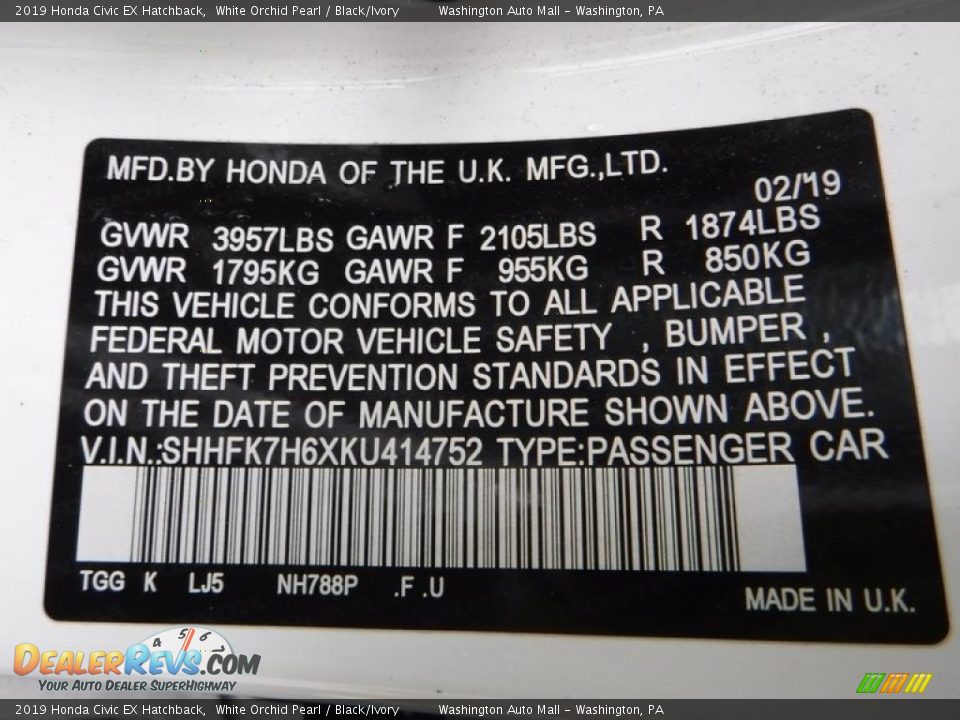 2019 Honda Civic EX Hatchback, White Orchid Pearl / Black/Ivory Washington Auto Mall - Washington, PA
MFD.BY HONDA OF THE U.K. MFG.,LTD.
02/'19
GVWR 3957LBS GAWR F 2105LBS R 1874LBS
GVWR 1795KG GAWR F 955KG R 850KG
THIS VEHICLE CONFORMS TO ALL APPLICABLE
FEDERAL MOTOR VEHICLE SAFETY , BUMPER ,
AND THEFT PREVENTION STANDARDS IN EFFECT
ON THE DATE OF MANUFACTURE SHOWN ABOVE.
V.I.N.:SHHFK7H6XKU414752 TYPE:PASSENGER CAR
TGG K LJ5 NH788P .F .U
MADE IN U.K.
4 5 6
DEALERREVS.COM
YOUR AUTO DEALER SUPERHIGHWAY
2019 Honda Civic EX Hatchback, White Orchid Pearl / Black/Ivory Washington Auto Mall - Washington, PA